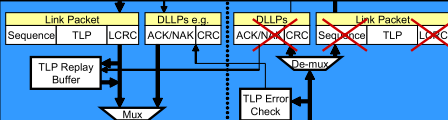 Link Packet
DLLPs e.g.
DLLPs
Link Packet
Sequence TLP LCRC
ACK/NAK CRC
ACK/NAK CRC
Sequence TLP LCRC
TLP Replay
Buffer
De-mux
TLP Error
Check
Mux